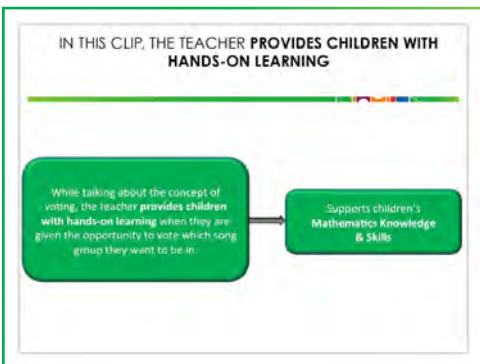 IN THIS CLIP, THE TEACHER PROVIDES CHILDREN WITH
HANDS-ON LEARNING
While talking about the concept of
voting, the teacher provides children
with hands-on learning when they are
given the opportunity to vote which song
group they want to be in.
Supports children's
Mathematics Knowledge
& Skills